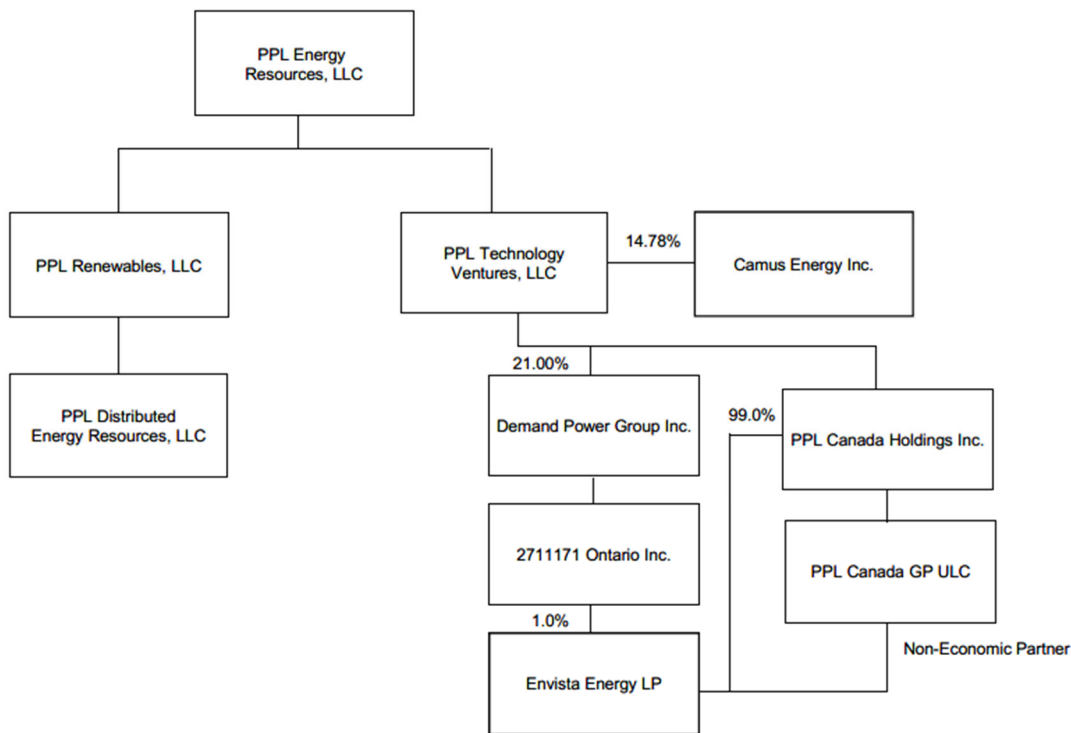 PPL Energy
Resources, LLC
PPL Renewables, LLC
PPL Technology
Ventures, LLC
14.78%
Camus Energy Inc.
PPL Distributed
Energy Resources, LLC
21.00%
Demand Power Group Inc.
99.0%
PPL Canada Holdings Inc.
2711171 Ontario Inc.
PPL Canada GP ULC
1.0%
Envista Energy LP
Non-Economic Partner